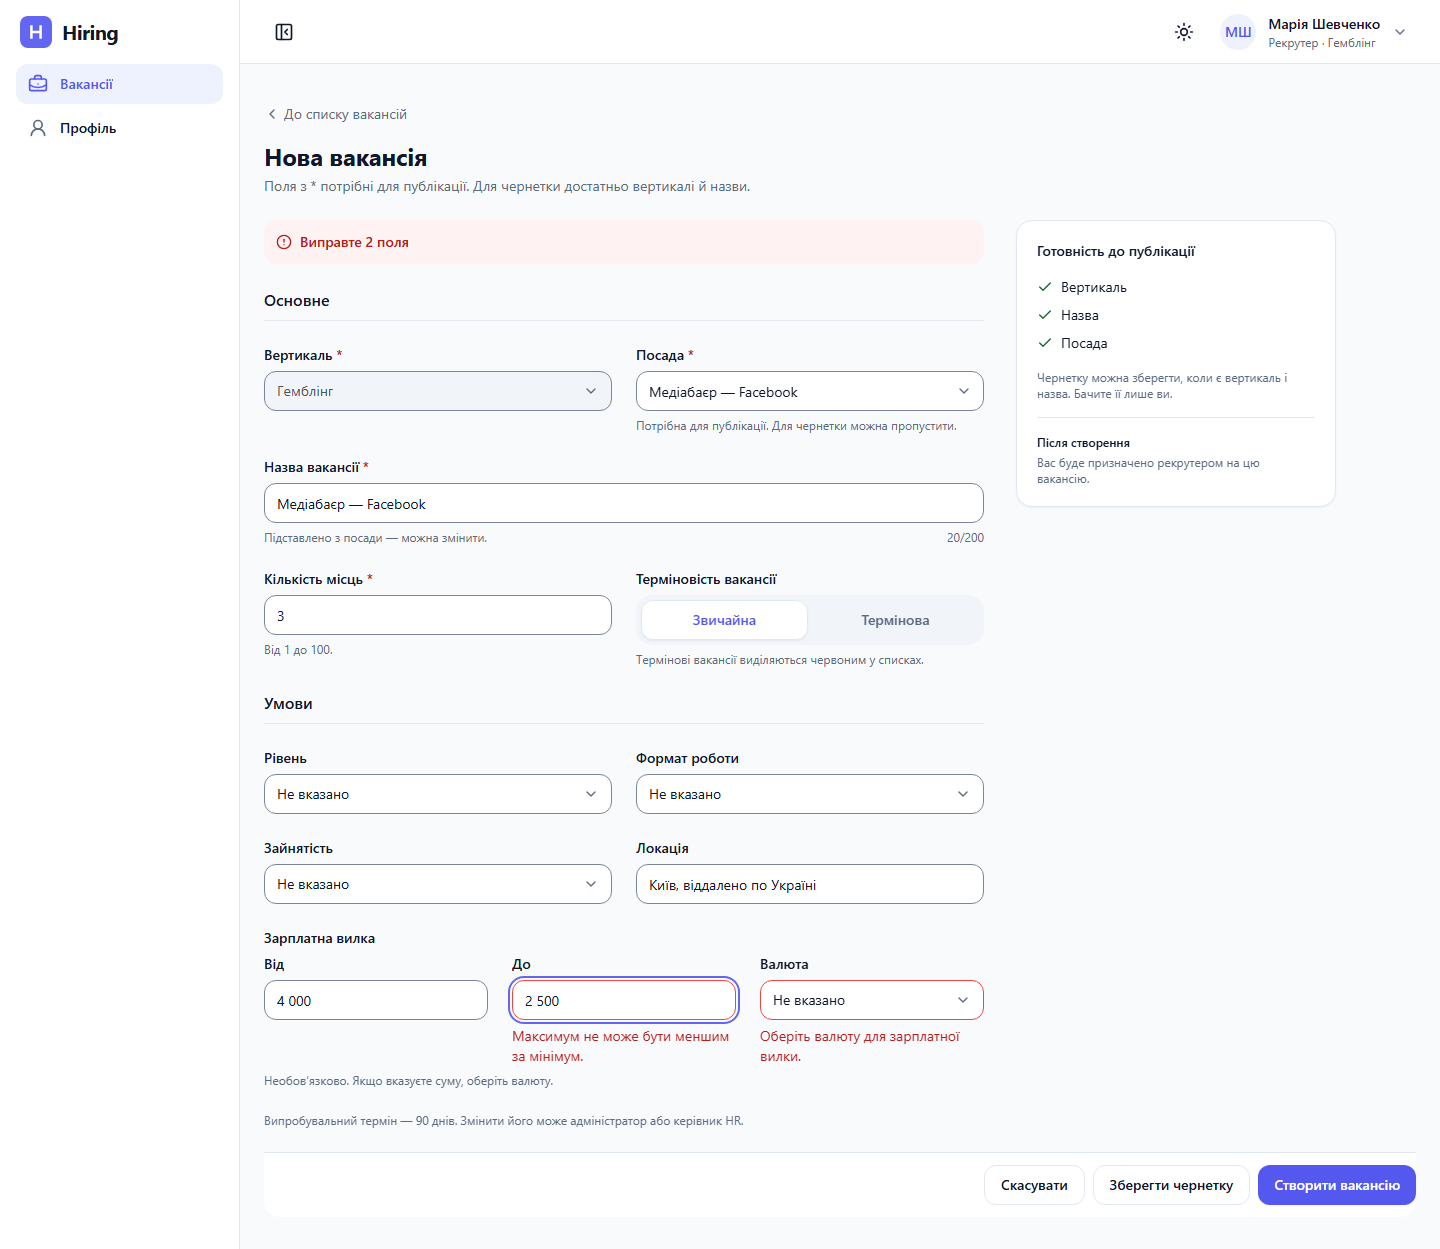 H Hiring
Вакансії
Профіль
МШ
Марія Шевченко
Рекрутер · Гемблінг
До списку вакансій
Нова вакансія
Поля з * потрібні для публікації. Для чернетки достатньо вертикалі й назви.
Виправте 2 поля
Основне
Вертикаль *
Гемблінг
Посада *
Медіабаєр — Facebook
Потрібна для публікації. Для чернетки можна пропустити.
Назва вакансії *
Медіабаєр — Facebook
Підставлено з посади — можна змінити.
20/200
Кількість місць *
3
Від 1 до 100.
Терміновість вакансії
Звичайна
Термінова
Термінові вакансії виділяються червоним у списках.
Умови
Рівень
Не вказано
Формат роботи
Не вказано
Зайнятість
Не вказано
Локація
Київ, віддалено по Україні
Зарплатна вилка
Від
4 000
До
2 500
Максимум не може бути меншим
за мінімум.
Валюта
Не вказано
Оберіть валюту для зарплатної
вилки.
Необов'язково. Якщо вказуєте суму, оберіть валюту.
Випробувальний термін — 90 днів. Змінити його може адміністратор або керівник HR.
Готовність до публікації
Вертикаль
Назва
Посада
Чернетку можна зберегти, коли є вертикаль і
назва. Бачите її лише ви.
Після створення
Вас буде призначено рекрутером на цю
вакансію.
Скасувати
Зберегти чернетку
Створити вакансію